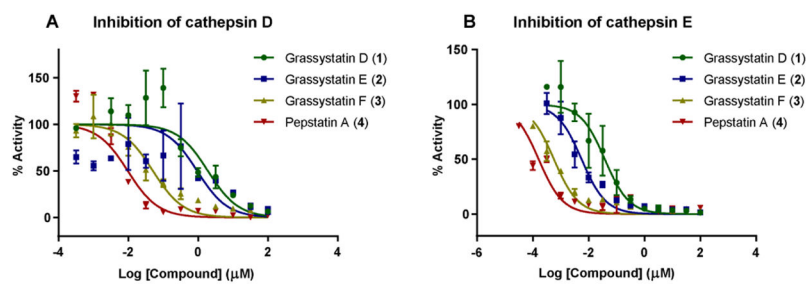 A Inhibition of cathepsin D
% Activity
150
100
50
0
-4 -2 0 2 4
Log [Compound] (µM)
Grassystatin D (1)
Grassystatin E (2)
Grassystatin F (3)
Pepstatin A (4)
B Inhibition of cathepsin E
% Activity
150
100
50
0
-6 -4 -2 0 2 4
Log [Compound] (µM)
Grassystatin D (1)
Grassystatin E (2)
Grassystatin F (3)
Pepstatin A (4)